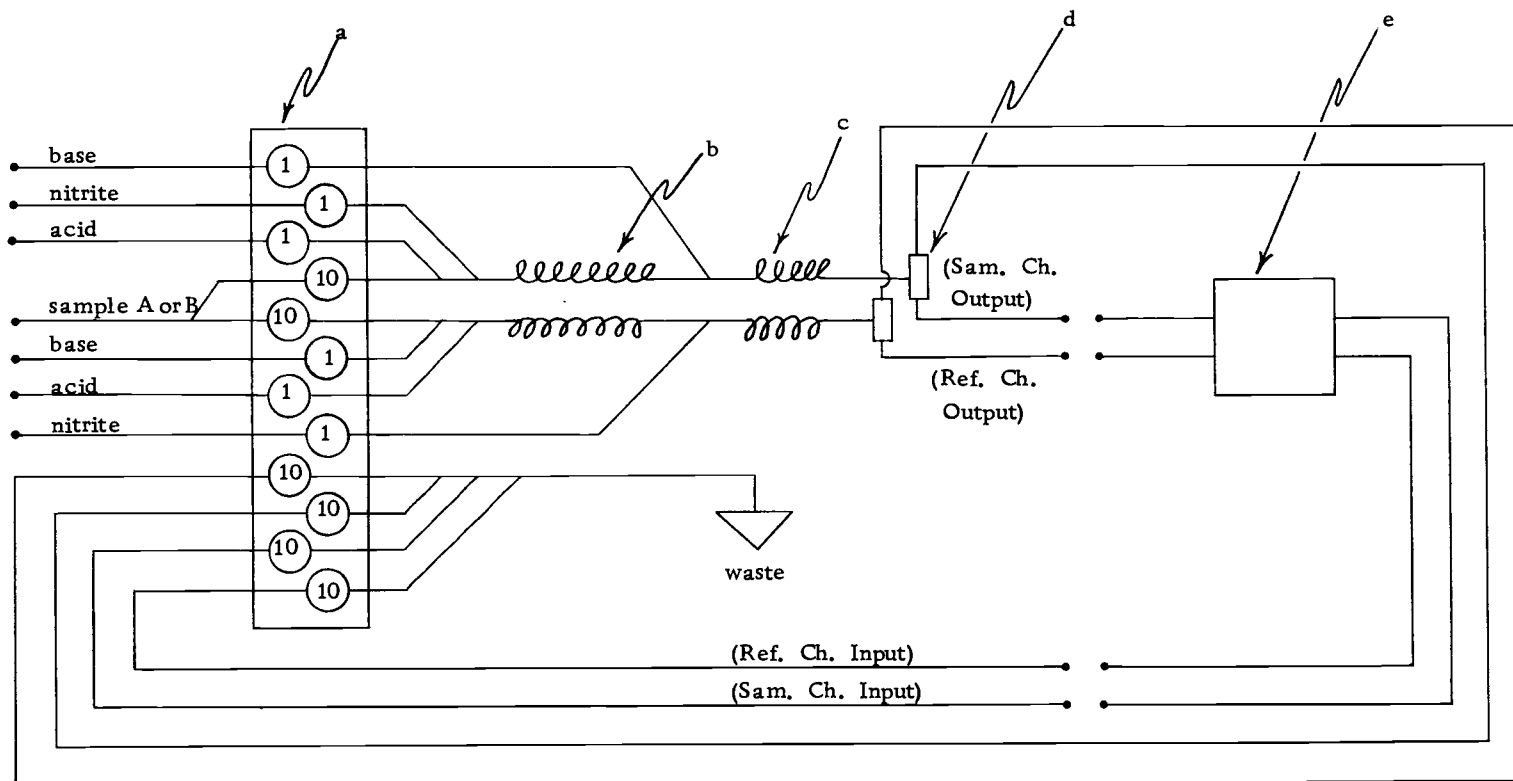 a
d
e
b
c
base
1
nitrite
1
acid
1
10
sample A or B
10
base
1
acid
1
nitrite
1
10
10
10
10
(Sam. Ch.
Output)
(Ref. Ch.
Output)
waste
(Ref. Ch. Input)
(Sam. Ch. Input)